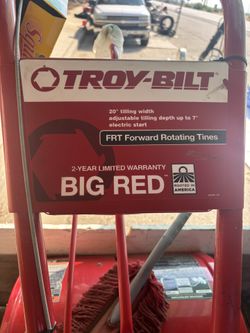 TROY-BILT
20" tilling width
adjustable tilling depth up to 7"
electric start
FRT Forward Rotating Tines
2-YEAR LIMITED WARRANTY
BIG RED™
ROOTED IN
AMERICA